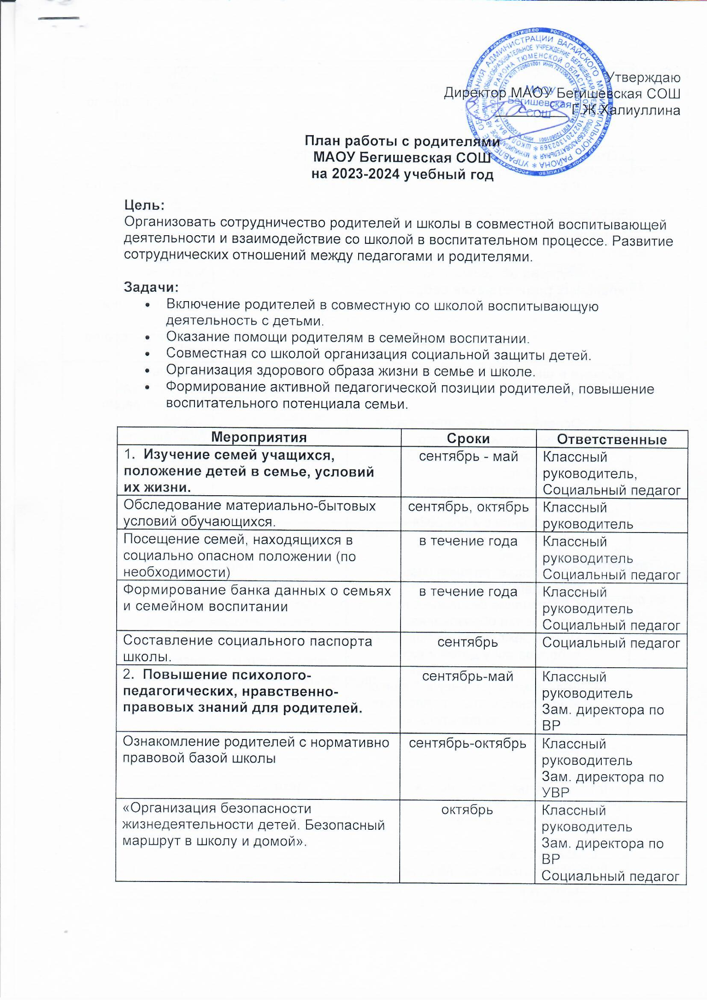 Утверждаю
Директор МАОУ Бегишевская СОШ
Г.Ж.Халиуллина
МАОУ
Бегишевская
СОШ
План работы с родителями
МАОУ Бегишевская СОШ
на 2023-2024 учебный год
Цель:
Организовать сотрудничество родителей и школы в совместной воспитывающей
деятельности и взаимодействие со школой в воспитательном процессе. Развитие
сотруднических отношений между педагогами и родителями.
Задачи:
• Включение родителей в совместную со школой воспитывающую
деятельность с детьми.
• Оказание помощи родителям в семейном воспитании.
• Совместная со школой организация социальной защиты детей.
• Организация здорового образа жизни в семье и школе.
• Формирование активной педагогической позиции родителей, повышение
воспитательного потенциала семьи.
Мероприятия Сроки Ответственные
1. Изучение семей учащихся, сентябрь - май Классный
положение детей в семье, условий руководитель,
их жизни. Социальный педагог
Обследование материально-бытовых сентябрь, октябрь Классный
условий обучающихся. руководитель
Посещение семей, находящихся в в течение года Классный
социально опасном положении (по руководитель
необходимости) Социальный педагог
Формирование банка данных о семьях в течение года Классный
и семейном воспитании руководитель
Социальный педагог
Составление социального паспорта сентябрь Социальный педагог
школы.
2. Повышение психолого- сентябрь-май Классный
педагогических, нравственно- руководитель
правовых знаний для родителей. Зам. директора по
ВР
Ознакомление родителей с нормативно сентябрь-октябрь Классный
правовой базой школы руководитель
Зам. директора по
УВР
«Организация безопасности октябрь Классный
жизнедеятельности детей. Безопасный руководитель
маршрут в школу и домой». Зам. директора по
ВР
Социальный педагог